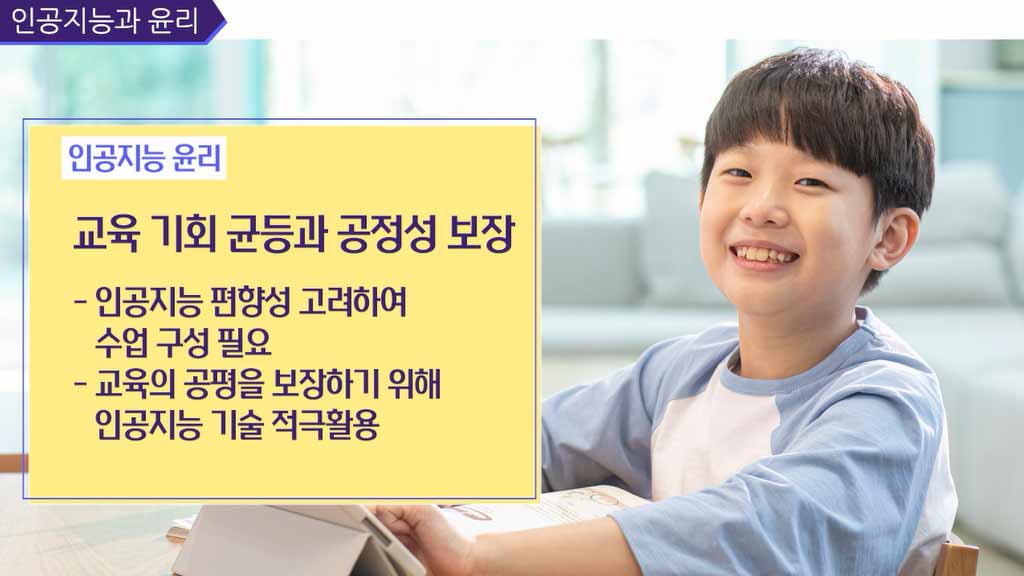 인공지능과 윤리
인공지능 윤리
교육 기회 균등과 공정성 보장
- 인공지능 편향성 고려하여
수업 구성 필요
- 교육의 공평을 보장하기 위해
인공지능 기술 적극활용